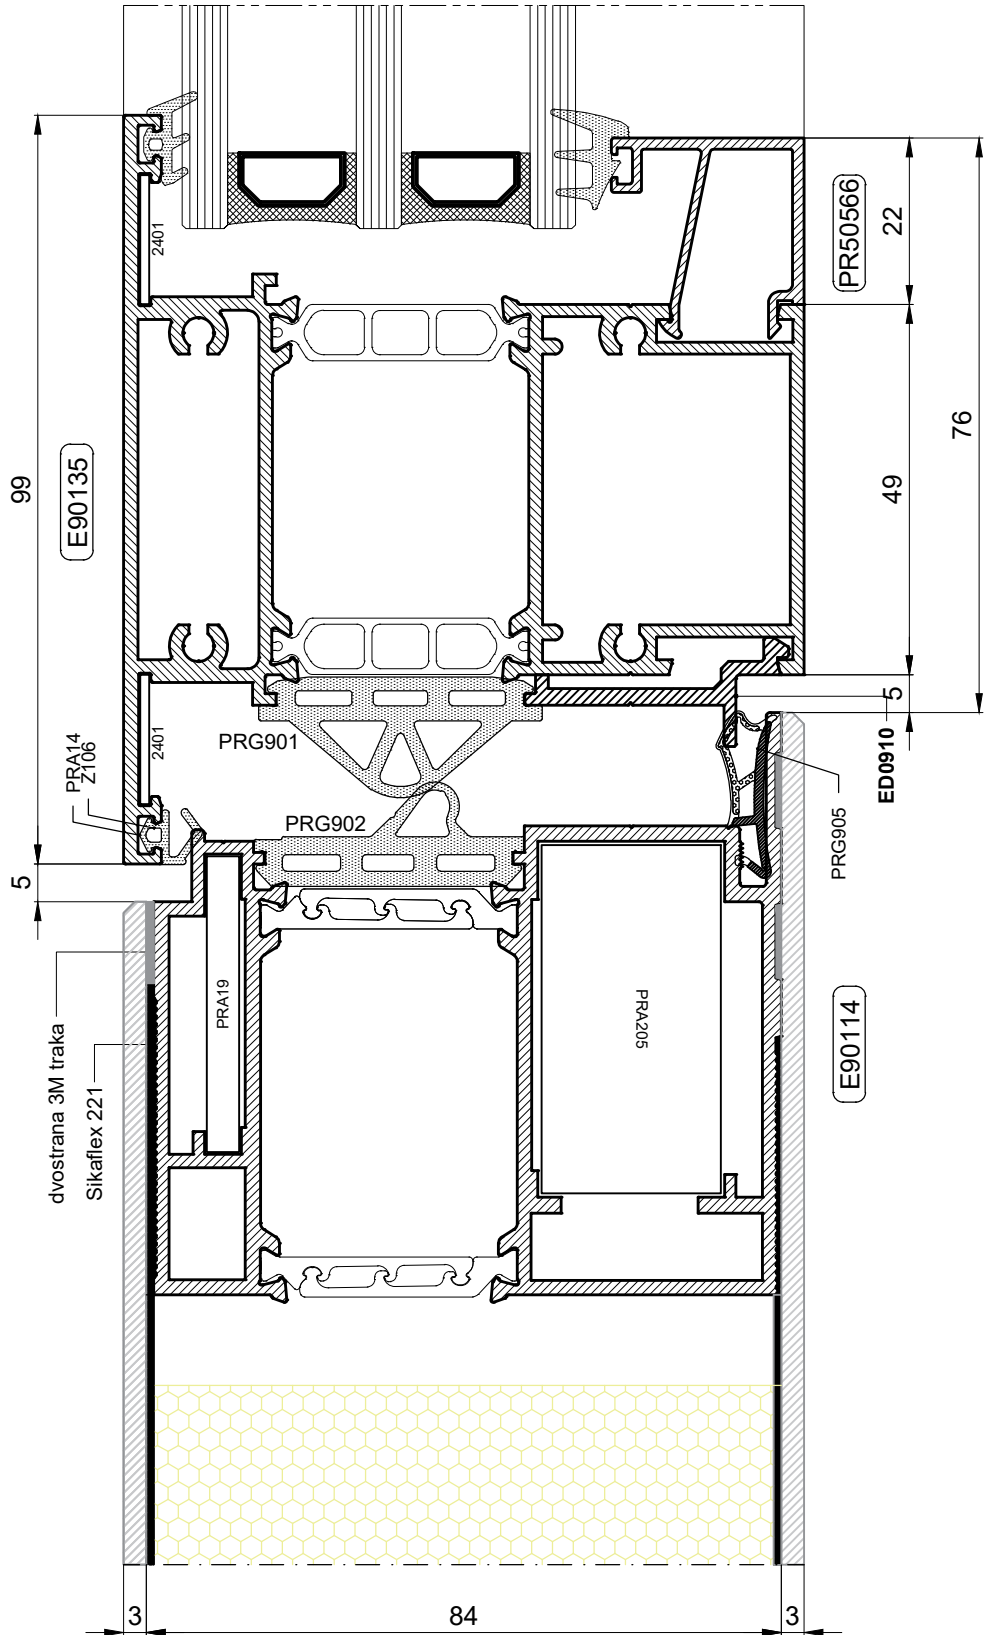 2401
PR50566
22
76
99
E90135
49
5
PRG901
2401
PRA14
Z106
PRG902
ED0910
PRG905
5
PRA19
PRA205
E90114
dvostrana 3M traka
Sikaflex 221
3
84
3